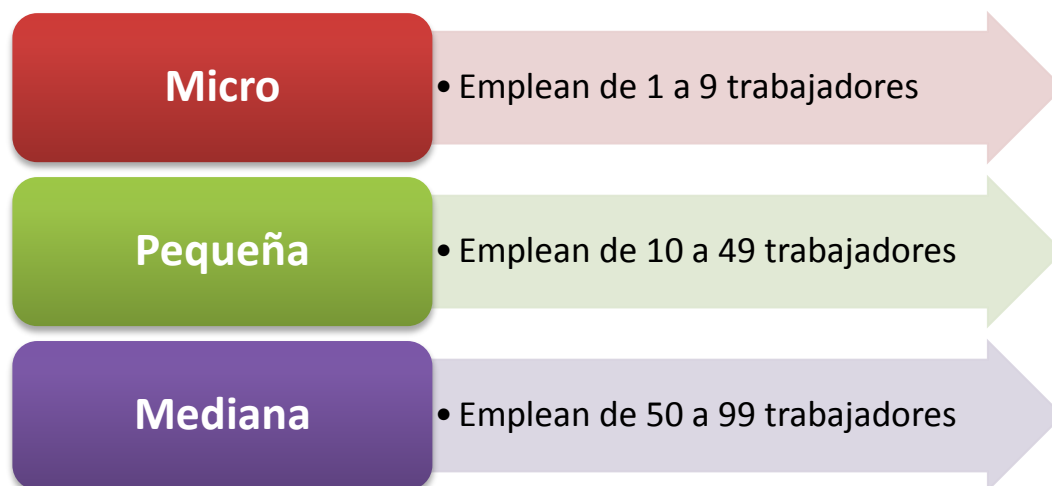 Micro
• Emplean de 1 a 9 trabajadores
Pequeña
• Emplean de 10 a 49 trabajadores
Mediana
• Emplean de 50 a 99 trabajadores